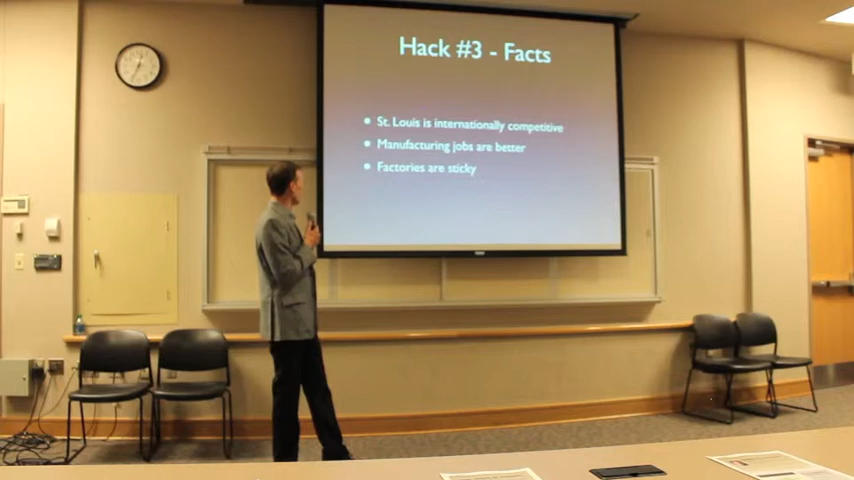 Hack #3 - Facts
• St. Louis is internationally competitive
• Manufacturing jobs are better
• Factories are sticky